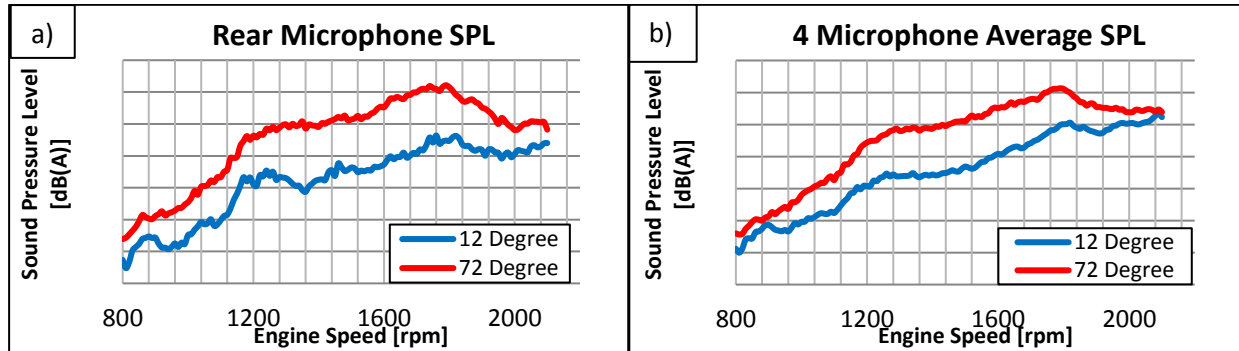 a)
Rear Microphone SPL
Sound Pressure Level
[dB(A)]
12 Degree
72 Degree
800 1200 1600 2000
Engine Speed [rpm]
b)
4 Microphone Average SPL
Sound Pressure Level
[dB(A)]
12 Degree
72 Degree
800 1200 1600 2000
Engine Speed [rpm]